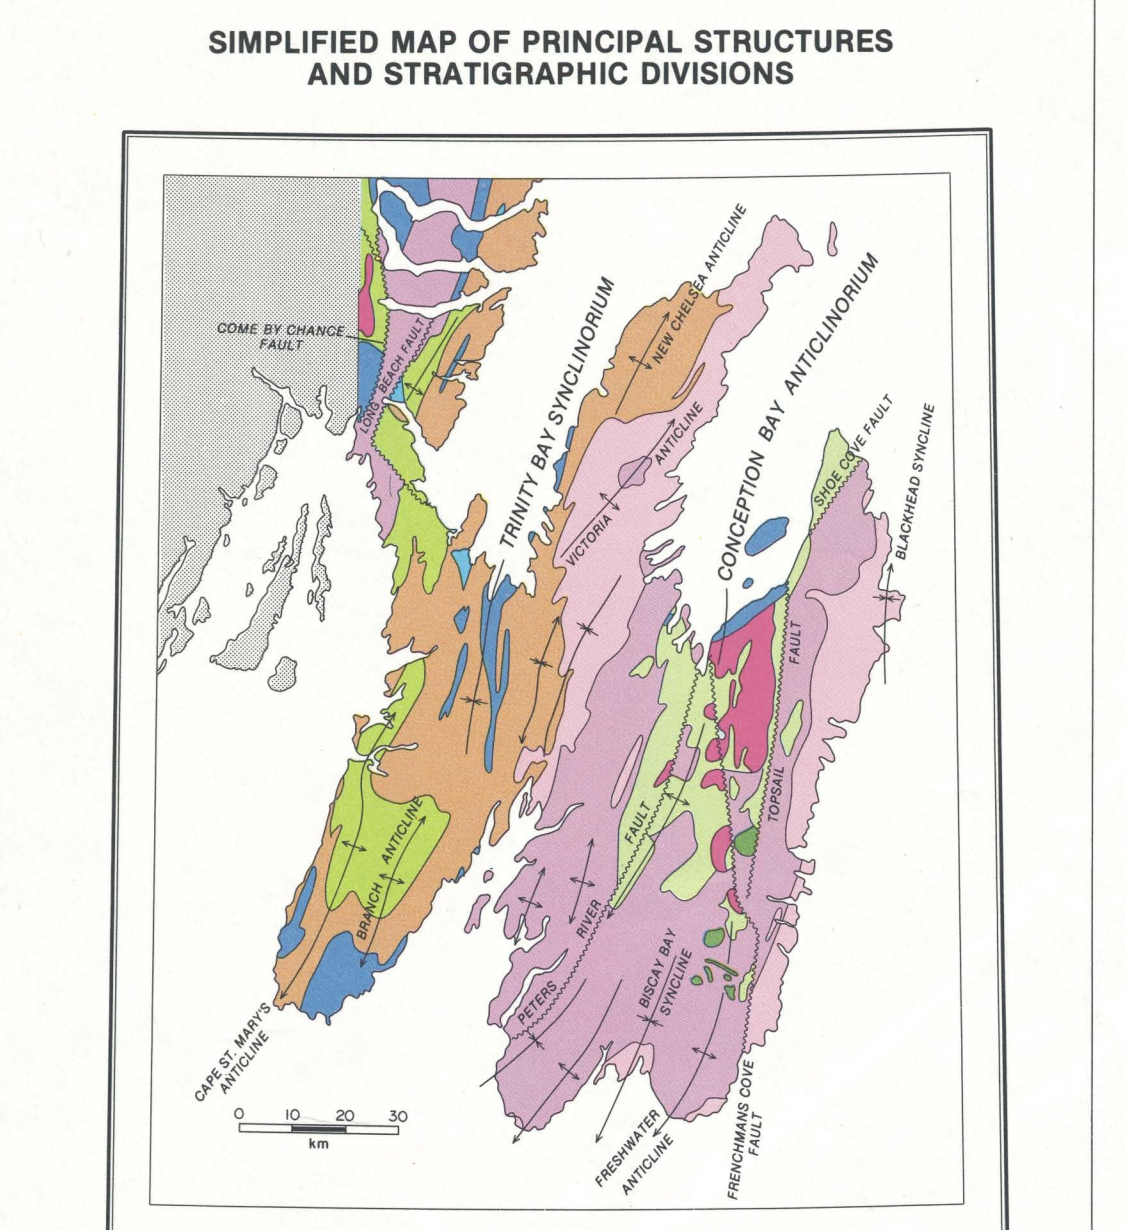 SIMPLIFIED MAP OF PRINCIPAL STRUCTURES
AND STRATIGRAPHIC DIVISIONS
NEW CHELSEA ANTICLINE
COME BY CHANCE
FAULT
LONG BEACH FAULT
TRINITY BAY SYNCLINORIUM
CONCEPTION BAY ANTICLINORIUM
VICTORIA ANTICLINE
SHOE COVE FAULT
BLACKHEAD SYNCLINE
TOPSAIL FAULT
BRANCH ANTICLINE
FAULT
PETERS RIVER
BISCAY BAY
SYNCLINE
CAPE ST. MARY'S
ANTICLINE
FRESHWATER
ANTICLINE
FRENCHMANS COVE
FAULT
0 10 20 30
km